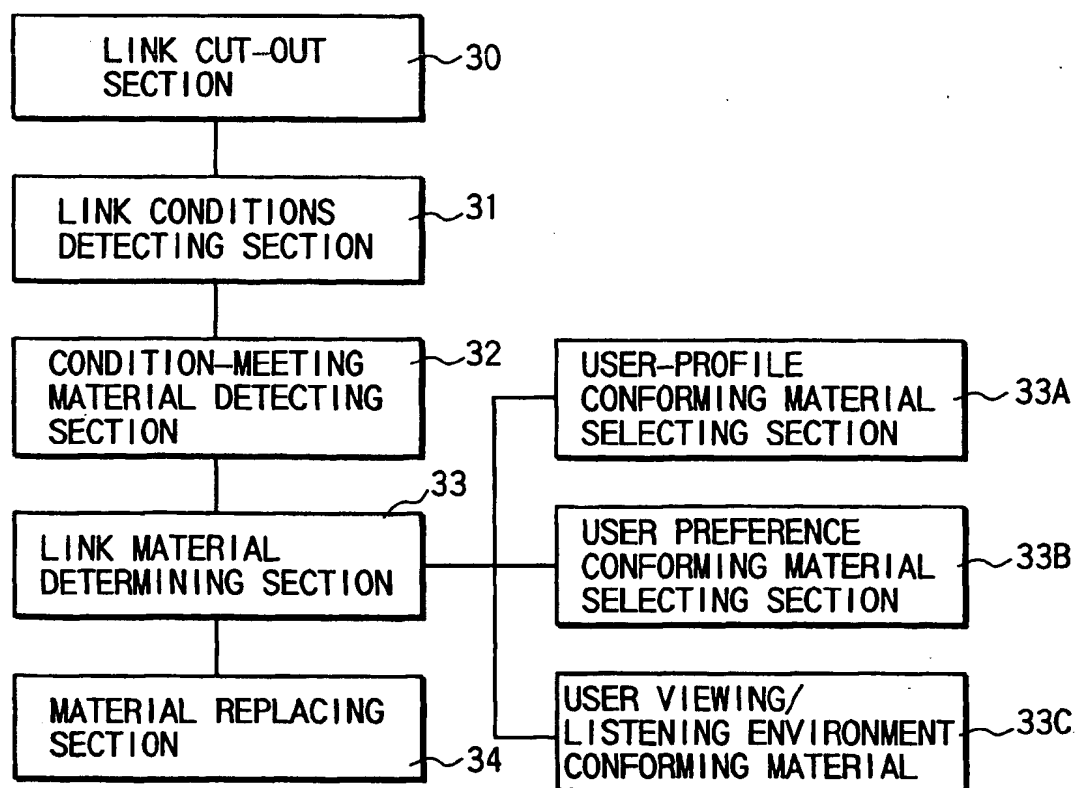 LINK CUT-OUT
SECTION
30
LINK CONDITIONS
DETECTING SECTION
31
CONDITION-MEETING
MATERIAL DETECTING
SECTION
32
USER-PROFILE
CONFORMING MATERIAL
SELECTING SECTION
33A
33
LINK MATERIAL
DETERMINING SECTION
USER PREFERENCE
CONFORMING MATERIAL
SELECTING SECTION
33B
MATERIAL REPLACING
SECTION
34
USER VIEWING/
LISTENING ENVIRONMENT
CONFORMING MATERIAL
33C